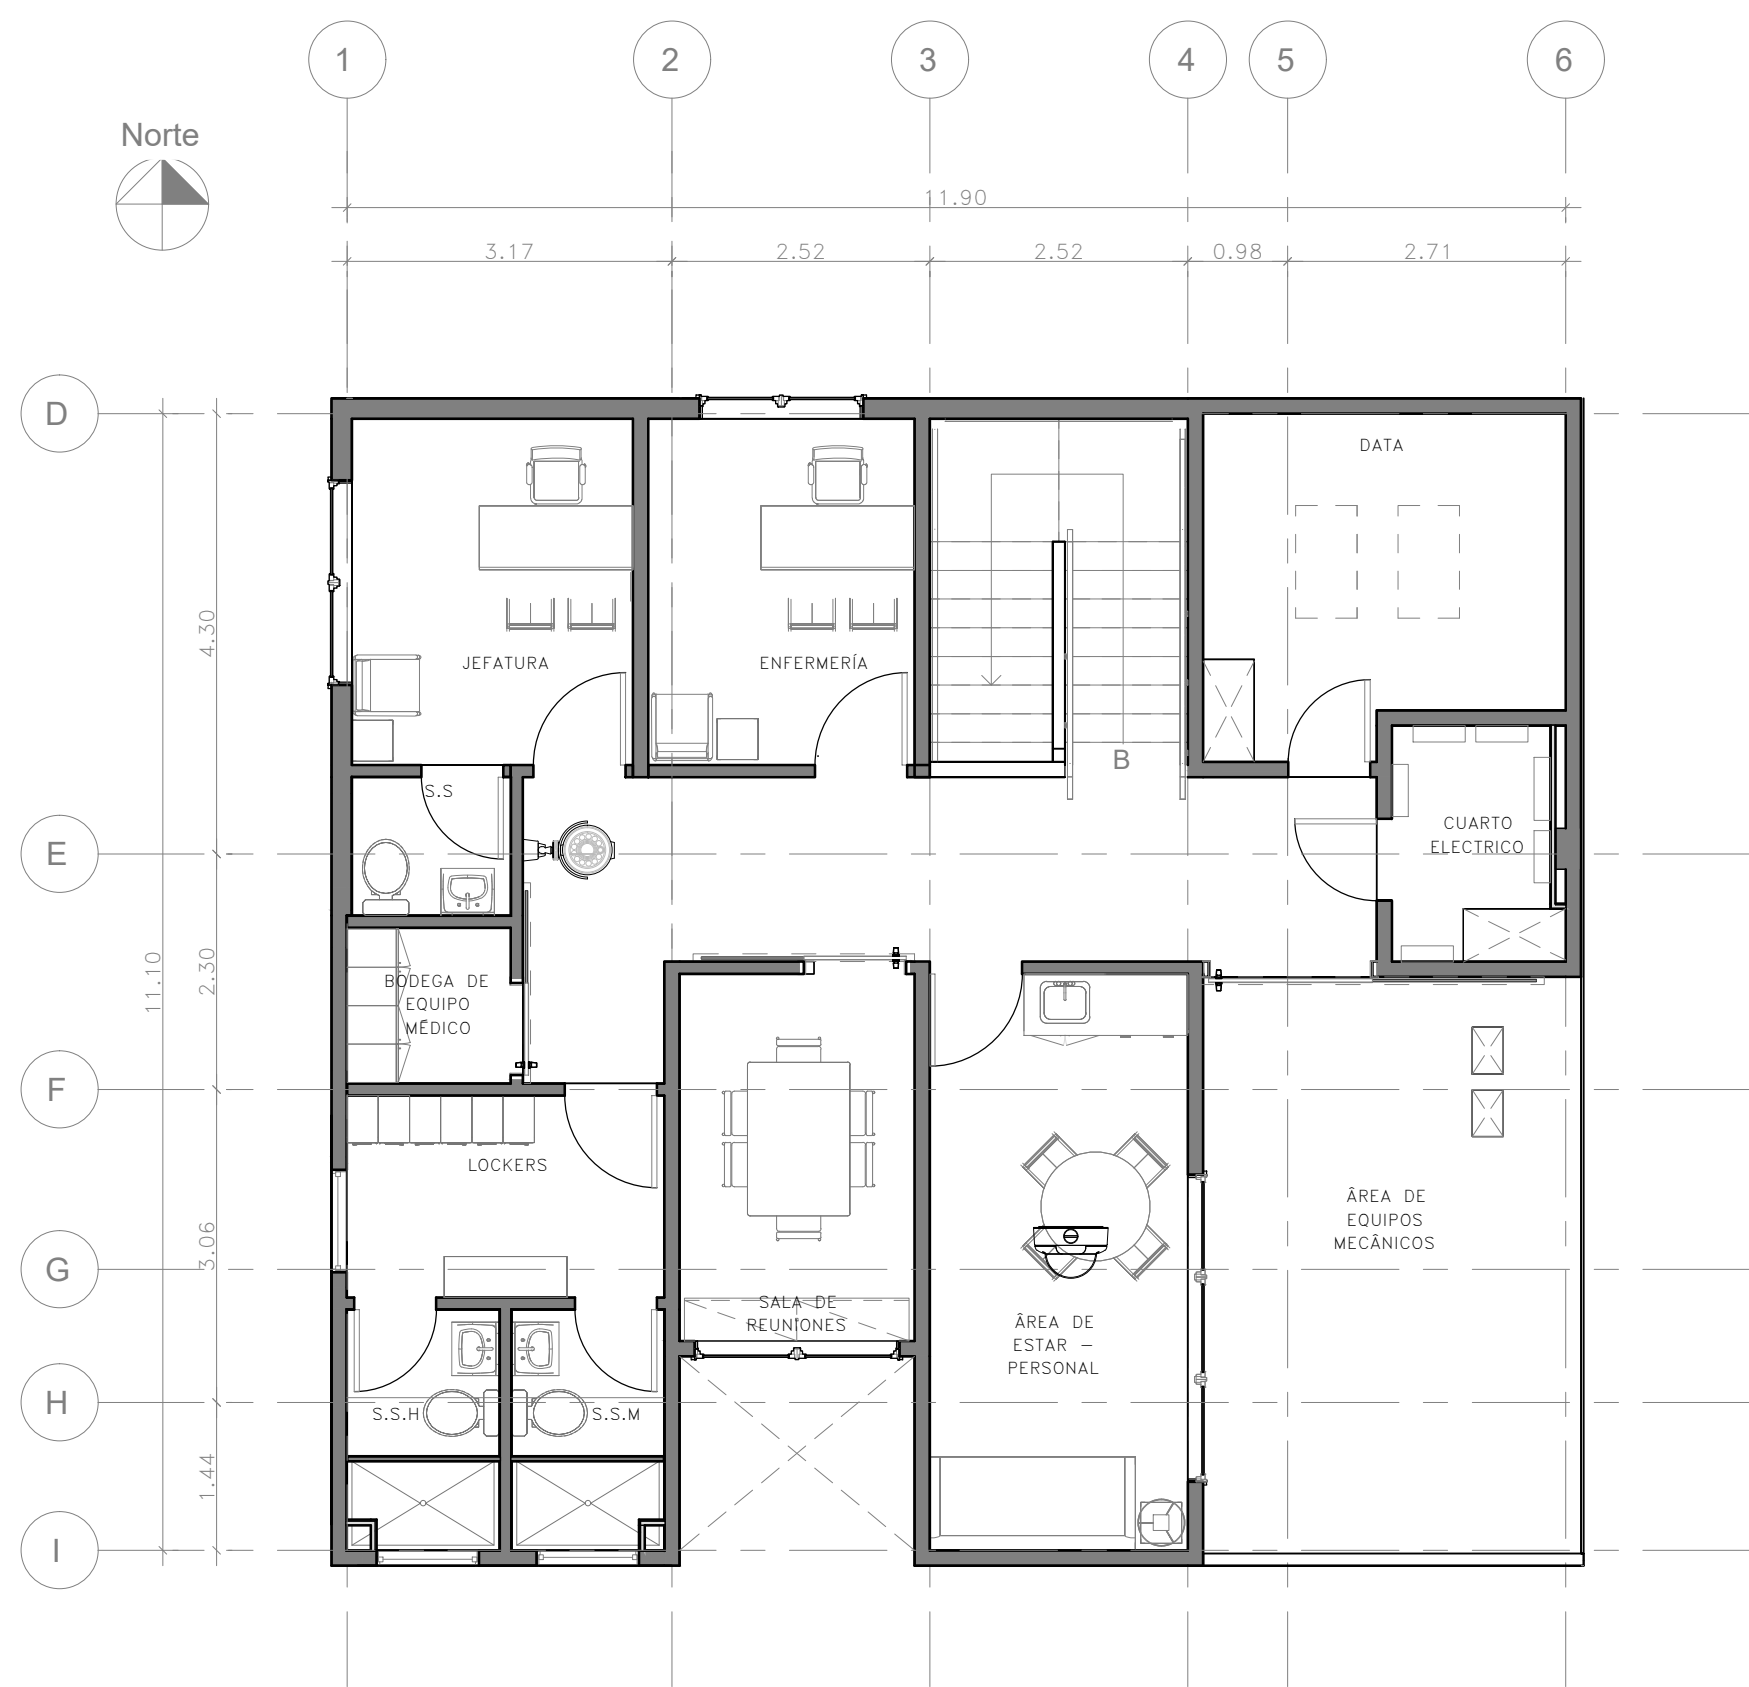 1
2
3
4
5
6
Norte
11.90
3.17
2.52
2.52
0.98
2.71
D
DATA
4.30
JEFATURA
ENFERMERÍA
B
S.S
E
CUARTO
ELECTRICO
11.10
2.30
BODEGA DE
EQUIPO
MÉDICO
F
LOCKERS
ÂREA DE
EQUIPOS
MECÂNICOS
3.06
G
SALA DE
REUNIONES
ÂREA DE
ESTAR –
PERSONAL
H
S.S.H
S.S.M
1.44
I